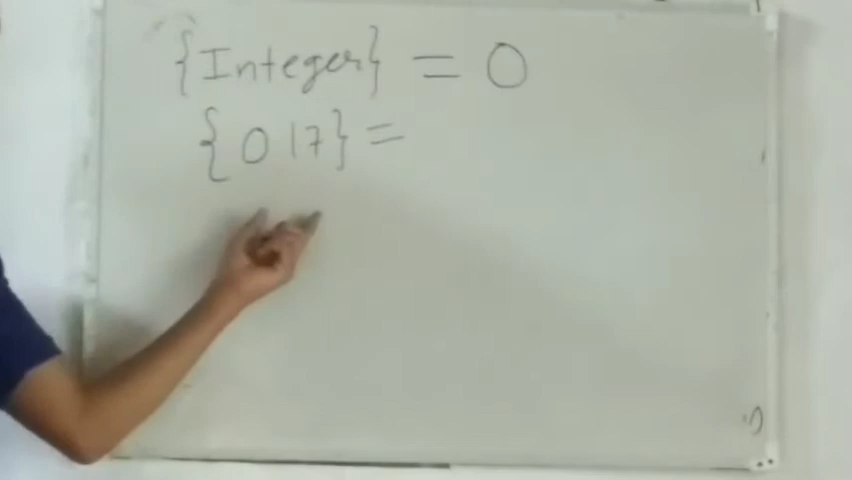 {Integer} = 0
{0 17} =